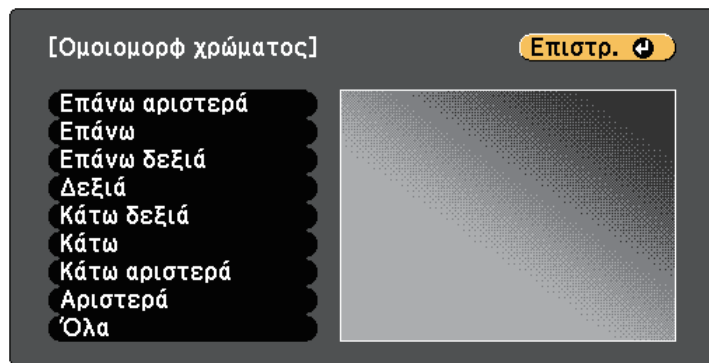 [Ομοιομορφ χρώματος]
Επιστρ.
Επάνω αριστερά
Επάνω
Επάνω δεξιά
Δεξιά
Κάτω δεξιά
Κάτω
Κάτω αριστερά
Αριστερά
Όλα